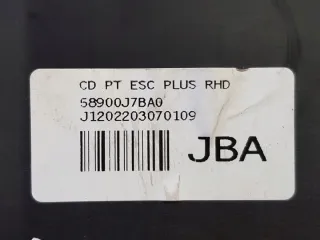 CD PT ESC PLUS RHD
58900J7BA0
J1202203070109
JBA